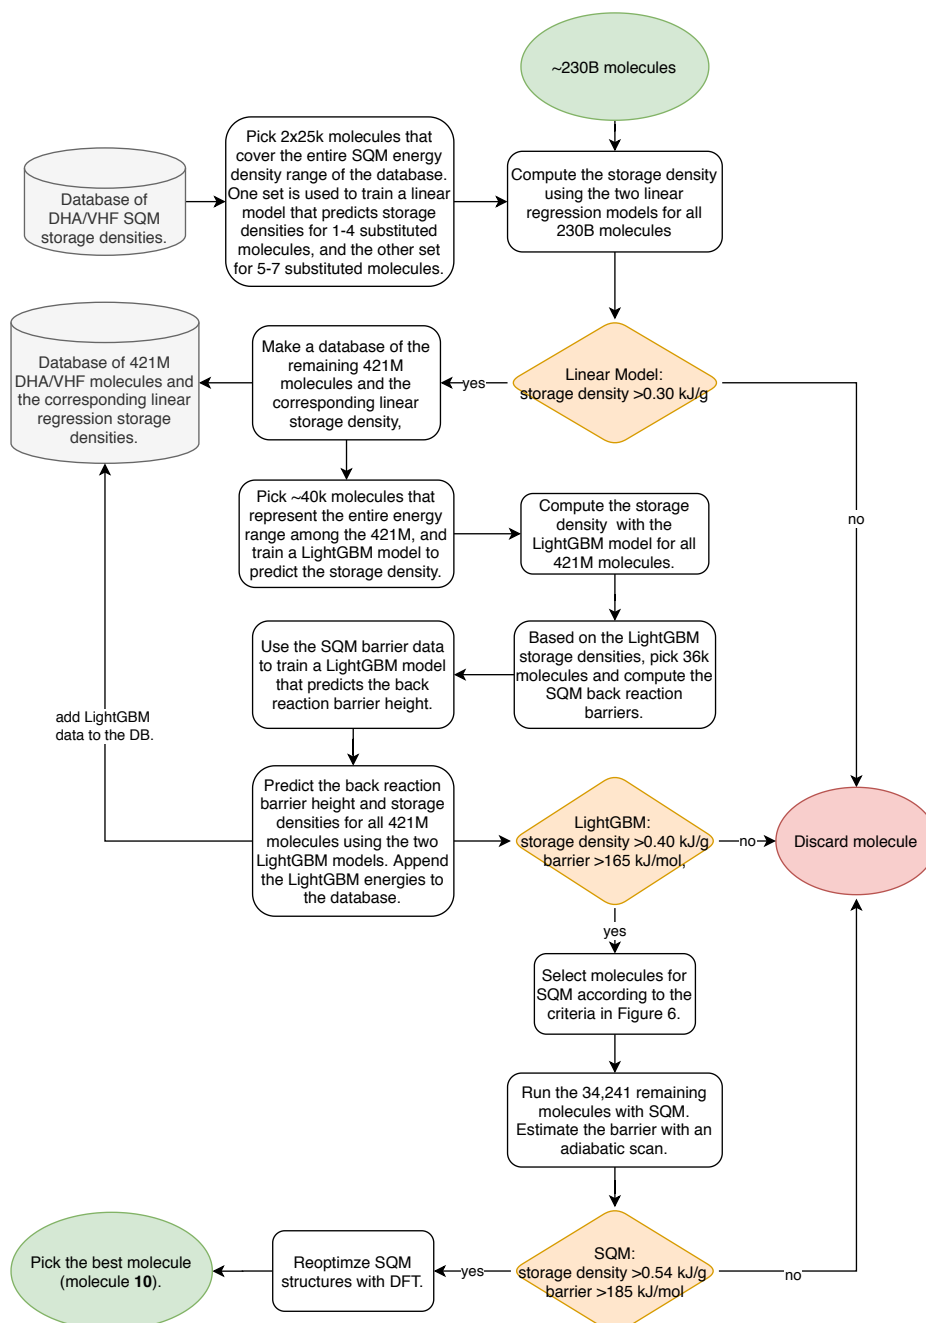 ~230B molecules
Pick 2x25k molecules that
cover the entire SQM energy
density range of the database.
One set is used to train a linear
model that predicts storage
densities for 1-4 substituted
molecules, and the other set
for 5-7 substituted molecules.
Database of
DHA/VHF SQM
storage densities.
Compute the storage density
using the two linear
regression models for all
230B molecules
Linear Model:
storage density >0.30 kJ/g
yes
no
Make a database of the
remaining 421M
molecules and the
corresponding linear
storage density,
Database of 421M
DHA/VHF molecules and
the corresponding linear
regression storage
densities.
Pick ~40k molecules that
represent the entire energy
range among the 421M, and
train a LightGBM model to
predict the storage density.
Compute the storage
density with the
LightGBM model for all
421M molecules.
Based on the LightGBM
storage densities, pick 36k
molecules and compute the
SQM back reaction
barriers.
Use the SQM barrier data
to train a LightGBM model
that predicts the back
reaction barrier height.
add LightGBM
data to the DB.
Predict the back reaction
barrier height and storage
densities for all 421M
molecules using the two
LightGBM models. Append
the LightGBM energies to
the database.
LightGBM:
storage density >0.40 kJ/g
barrier >165 kJ/mol,
no
Discard molecule
yes
Select molecules for
SQM according to the
criteria in Figure 6.
Run the 34,241 remaining
molecules with SQM.
Estimate the barrier with an
adiabatic scan.
SQM:
storage density >0.54 kJ/g
barrier >185 kJ/mol
no
yes
Reoptimze SQM
structures with DFT.
Pick the best molecule
(molecule 10).